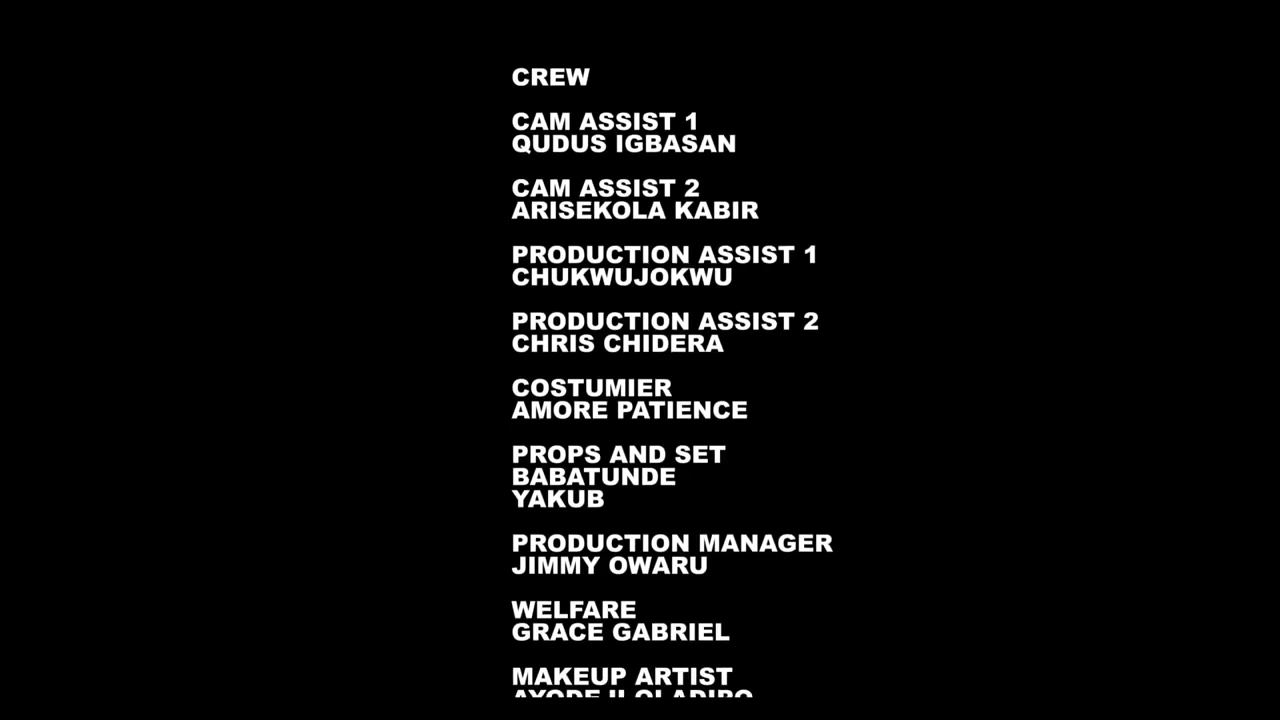 CREW
CAM ASSIST 1
QUDUS IGBASAN
CAM ASSIST 2
ARISEKOLA KABIR
PRODUCTION ASSIST 1
CHUKWUJOKWU
PRODUCTION ASSIST 2
CHRIS CHIDERA
COSTUMIER
AMORE PATIENCE
PROPS AND SET
BABATUNDE
YAKUB
PRODUCTION MANAGER
JIMMY OWARU
WELFARE
GRACE GABRIEL
MAKEUP ARTIST